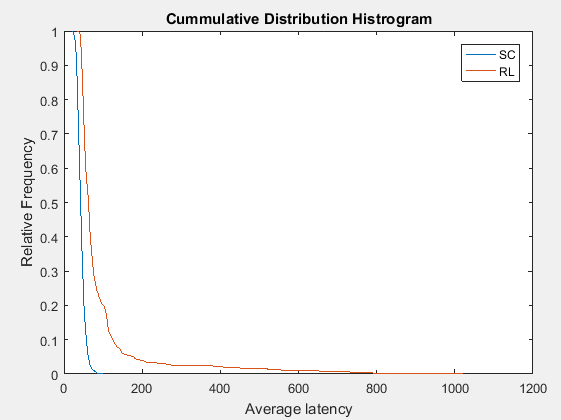 Cummulative Distribution Histrogram
SC
RL
Relative Frequency
1
0.9
0.8
0.7
0.6
0.5
0.4
0.3
0.2
0.1
0
0 200 400 600 800 1000 1200
Average latency